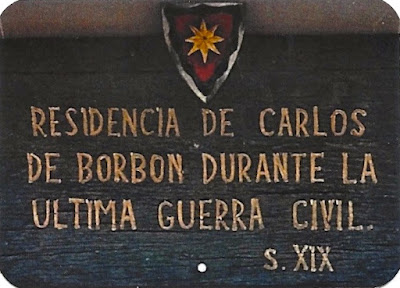 RESIDENCIA DE CARLOS
DE BORBON DURANTE LA
ULTIMA GUERRA CIVIL.
S. XIX